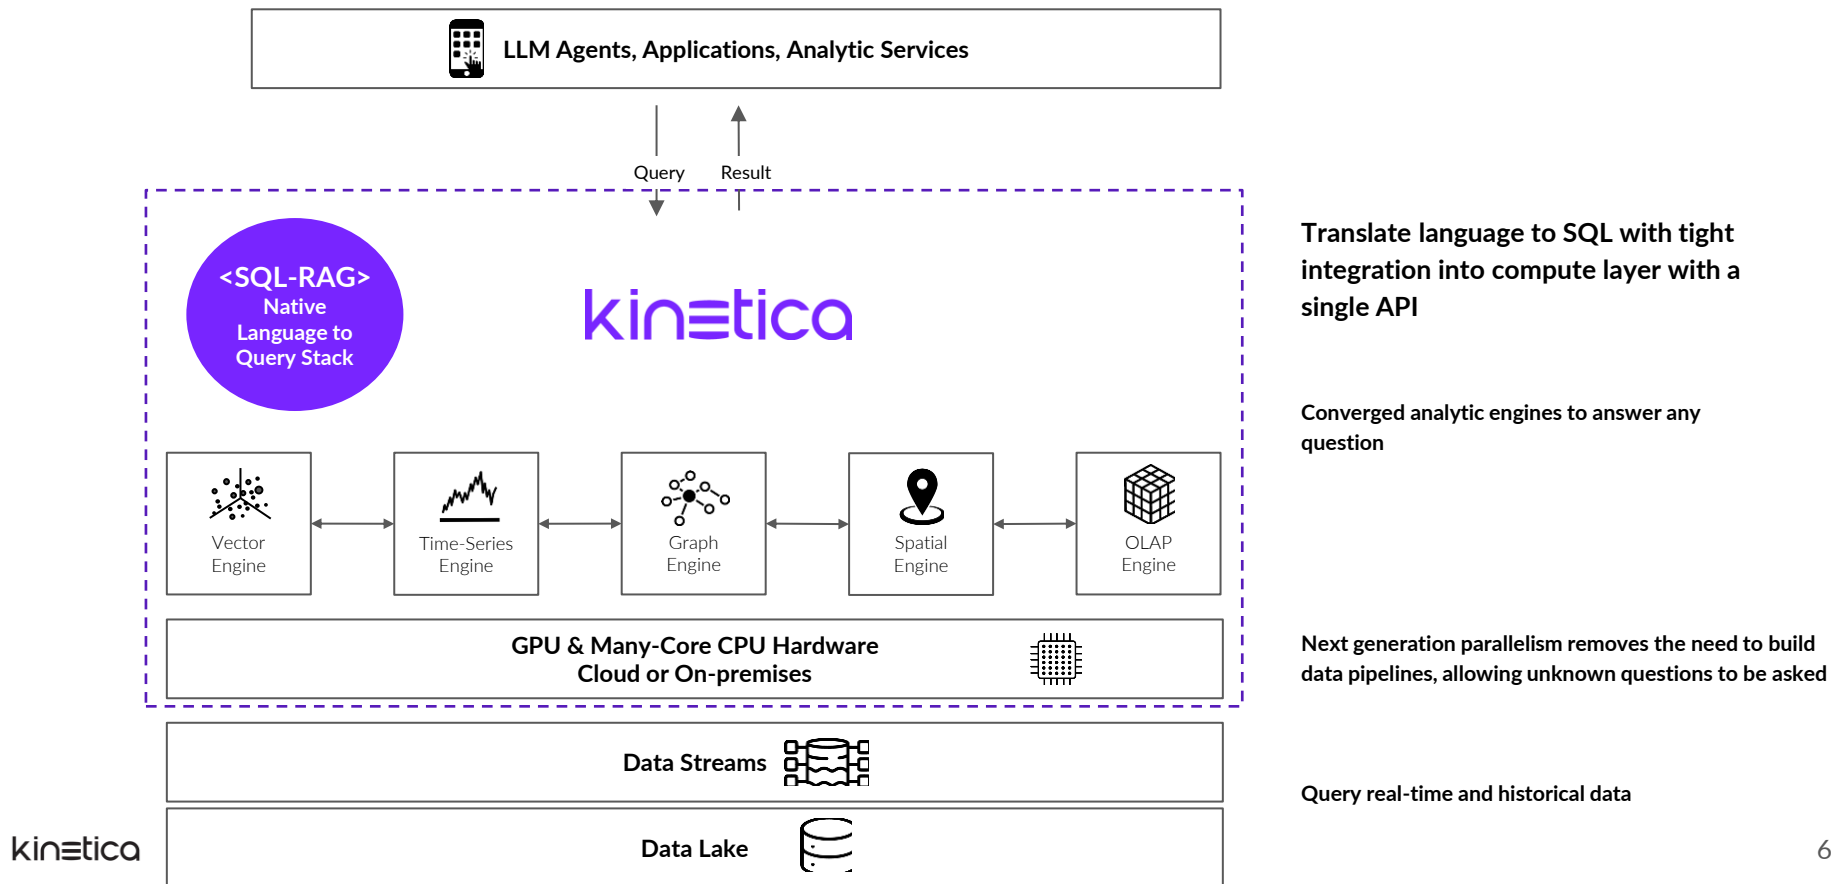 LLM Agents, Applications, Analytic Services
Query
Result
<SQL-RAG>
Native
Language to
Query Stack
kinetica
Translate language to SQL with tight
integration into compute layer with a
single API
Converged analytic engines to answer any
question
Vector
Engine
Time-Series
Engine
Graph
Engine
Spatial
Engine
OLAP
Engine
GPU & Many-Core CPU Hardware
Cloud or On-premises
Next generation parallelism removes the need to build
data pipelines, allowing unknown questions to be asked
Data Streams
Query real-time and historical data
Data Lake
kinetica
6